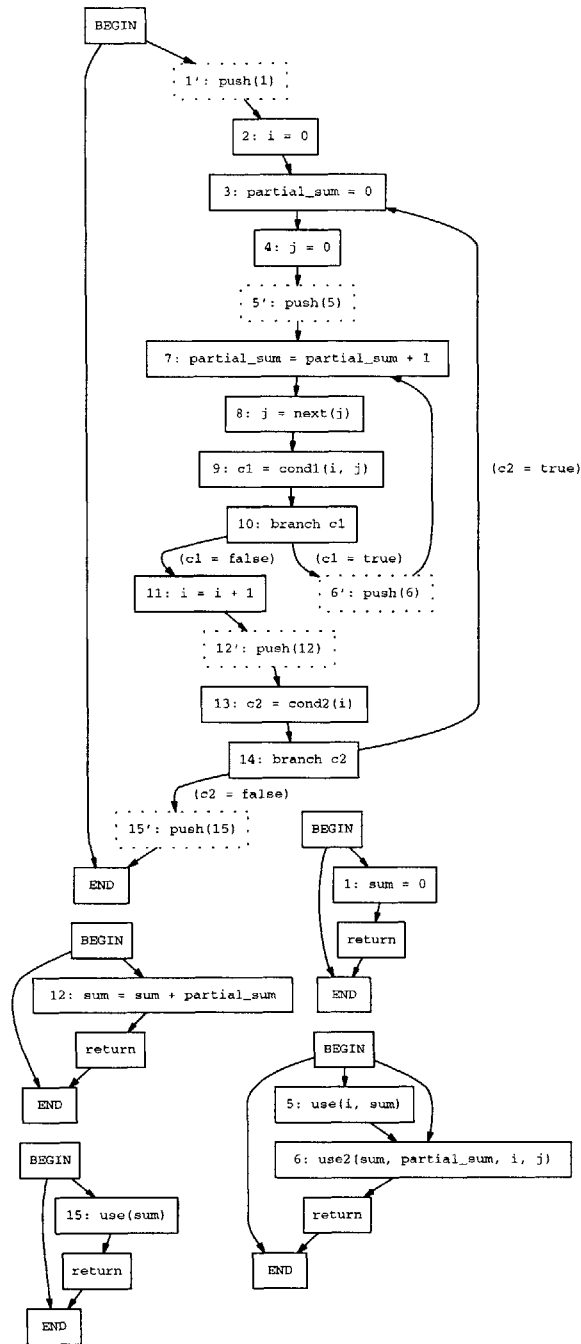 BEGIN
1': push(1)
2: i = 0
3: partial_sum = 0
4: j = 0
5': push(5)
7: partial_sum = partial_sum + 1
8: j = next(j)
9: c1 = cond1(i, j)
(c2 = true)
10: branch c1
(c1 = false)
(c1 = true)
11: i = i + 1
6': push(6)
12': push(12)
13: c2 = cond2(i)
14: branch c2
(c2 = false)
15': push(15)
END
BEGIN
1: sum = 0
return
END
BEGIN
12: sum = sum + partial_sum
return
END
BEGIN
5: use(i, sum)
6: use2(sum, partial_sum, i, j)
return
END
BEGIN
15: use(sum)
return
END